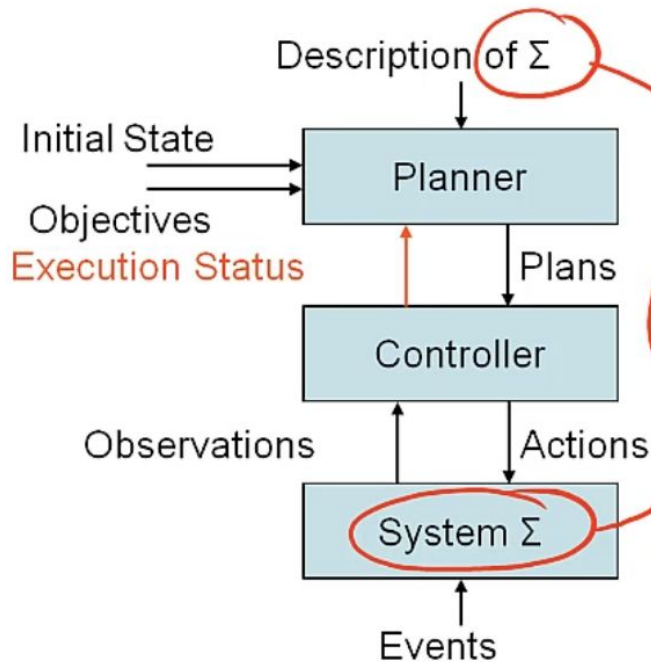 Description of Σ
Initial State
Planner
Objectives
Execution Status
Plans
Controller
Observations
Actions
System Σ
Events